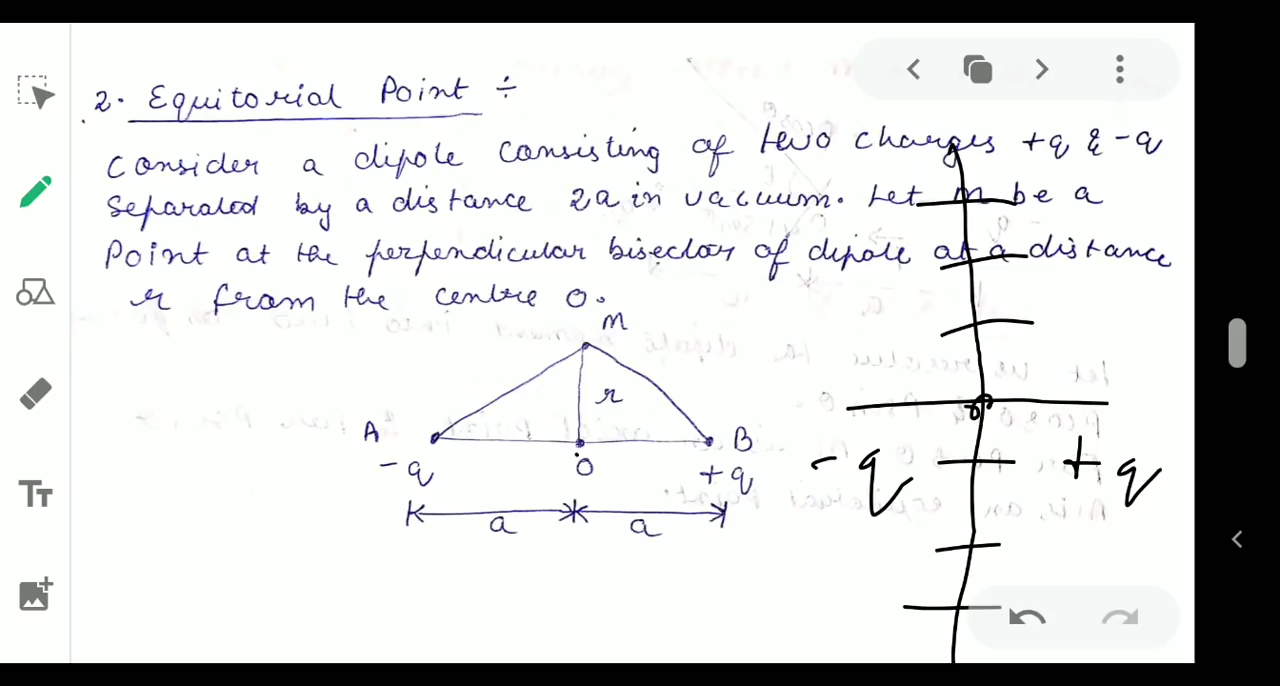 2. Equitorial Point ÷
Consider a dipole consisting of two charges +q & -q
separated by a distance 2a in vacuum. Let m be a
Point at the perpendicular bisector of dipole at a distance
r from the centre O.
M
r
A
B
-q
O
+q
a
a
-q
+q
O
TT